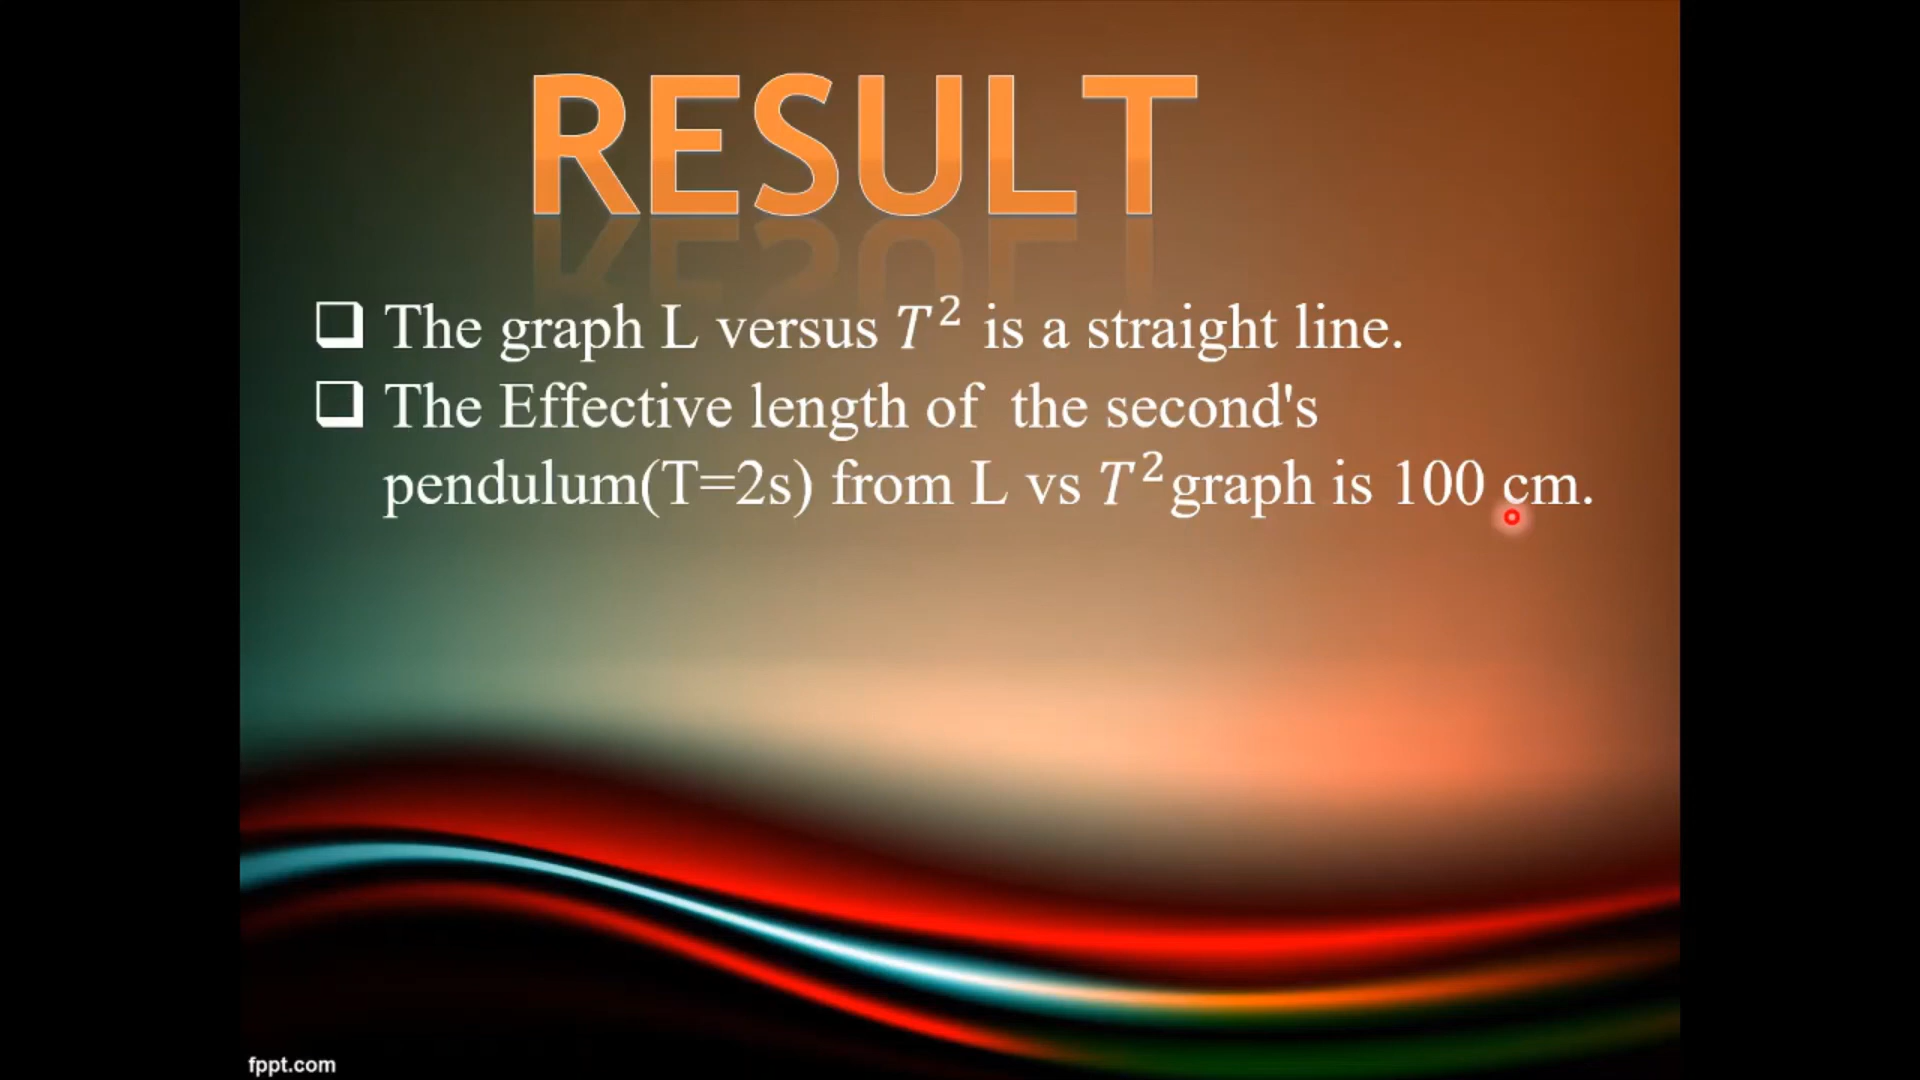 RESULT
❑ The graph L versus T² is a straight line.
❑ The Effective length of the second's
pendulum(T=2s) from L vs T² graph is 100 cm.
fppt.com